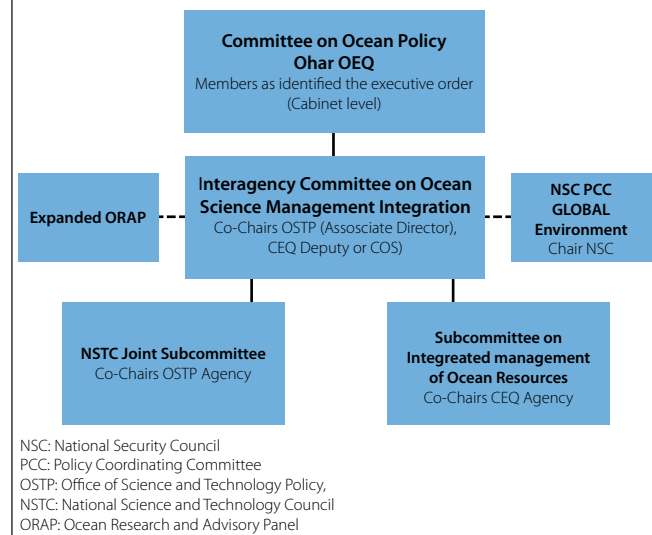 Committee on Ocean Policy
Ohar OEQ
Members as identified the executive order
(Cabinet level)
Expanded ORAP
Interagency Committee on Ocean
Science Management Integration
Co-Chairs OSTP (Assosciate Director),
CEQ Deputy or COS)
NSC PCC
GLOBAL
Environment
Chair NSC
NSTC Joint Subcommittee
Co-Chairs OSTP Agency
Subcommittee on
Integreated management
of Ocean Resources
Co-Chairs CEQ Agency
NSC: National Security Council
PCC: Policy Coordinating Committee
OSTP: Office of Science and Technology Policy,
NSTC: National Science and Technology Council
ORAP: Ocean Research and Advisory Panel